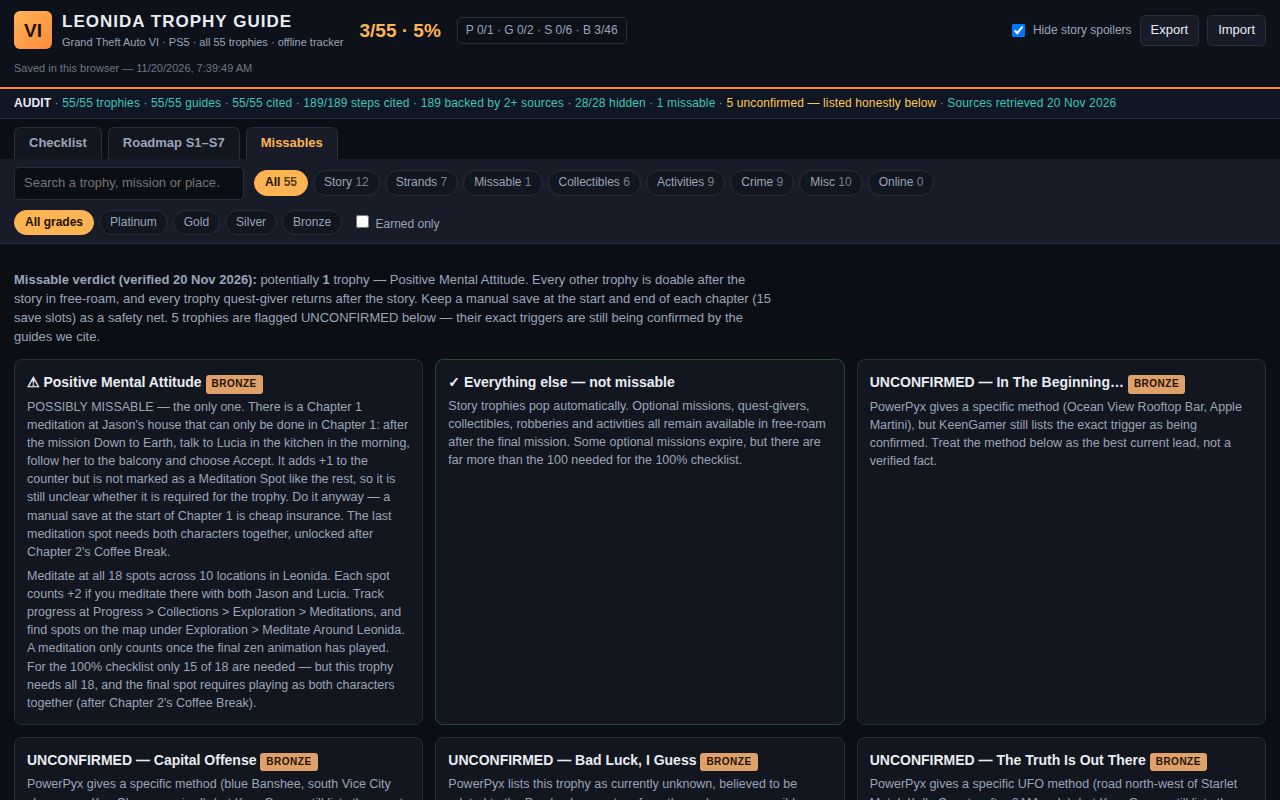 VI
LEONIDA TROPHY GUIDE
Grand Theft Auto VI · PS5 · all 55 trophies · offline tracker
3/55 · 5%
P 0/1 · G 0/2 · S 0/6 · B 3/46
Hide story spoilers
Export
Import
Saved in this browser — 11/20/2026, 7:39:49 AM
AUDIT · 55/55 trophies · 55/55 guides · 55/55 cited · 189/189 steps cited · 189 backed by 2+ sources · 28/28 hidden · 1 missable · 5 unconfirmed — listed honestly below · Sources retrieved 20 Nov 2026
Checklist
Roadmap S1–S7
Missables
Search a trophy, mission or place.
All 55
Story 12
Strands 7
Missable 1
Collectibles 6
Activities 9
Crime 9
Misc 10
Online 0
All grades
Platinum
Gold
Silver
Bronze
Earned only
Missable verdict (verified 20 Nov 2026): potentially 1 trophy — Positive Mental Attitude. Every other trophy is doable after the
story in free-roam, and every trophy quest-giver returns after the story. Keep a manual save at the start and end of each chapter (15
save slots) as a safety net. 5 trophies are flagged UNCONFIRMED below — their exact triggers are still being confirmed by the
guides we cite.
⚠ Positive Mental Attitude BRONZE
POSSIBLY MISSABLE — the only one. There is a Chapter 1
meditation at Jason's house that can only be done in Chapter 1: after
the mission Down to Earth, talk to Lucia in the kitchen in the morning,
follow her to the balcony and choose Accept. It adds +1 to the
counter but is not marked as a Meditation Spot like the rest, so it is
still unclear whether it is required for the trophy. Do it anyway — a
manual save at the start of Chapter 1 is cheap insurance. The last
meditation spot needs both characters together, unlocked after
Chapter 2's Coffee Break.
Meditate at all 18 spots across 10 locations in Leonida. Each spot
counts +2 if you meditate there with both Jason and Lucia. Track
progress at Progress > Collections > Exploration > Meditations, and
find spots on the map under Exploration > Meditate Around Leonida.
A meditation only counts once the final zen animation has played.
For the 100% checklist only 15 of 18 are needed — but this trophy
needs all 18, and the final spot requires playing as both characters
together (after Chapter 2's Coffee Break).
✓ Everything else — not missable
Story trophies pop automatically. Optional missions, quest-givers,
collectibles, robberies and activities all remain available in free-roam
after the final mission. Some optional missions expire, but there are
far more than the 100 needed for the 100% checklist.
UNCONFIRMED — In The Beginning… BRONZE
PowerPyx gives a specific method (Ocean View Rooftop Bar, Apple
Martini), but KeenGamer still lists the exact trigger as being
confirmed. Treat the method below as the best current lead, not a
verified fact.
UNCONFIRMED — Capital Offense BRONZE
PowerPyx gives a specific method (blue Banshee, south Vice City
UNCONFIRMED — Bad Luck, I Guess BRONZE
PowerPyx lists this trophy as currently unknown, believed to be
UNCONFIRMED — The Truth Is Out There BRONZE
PowerPyx gives a specific UFO method (road north-west of Starlet